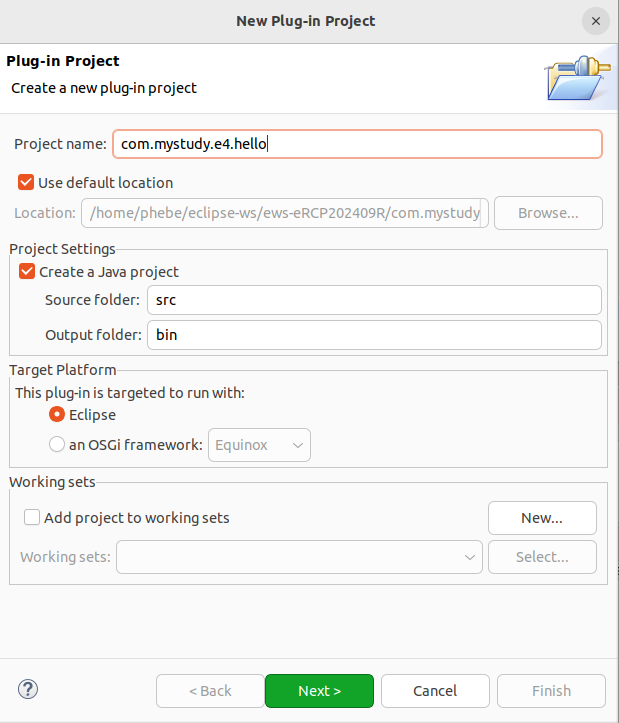 New Plug-in Project
Plug-in Project
Create a new plug-in project
Project name: com.mystudy.e4.hello
Use default location
Location: /home/phebe/eclipse-ws/ews-eRCP202409R/com.mystudy Browse...
Project Settings
Create a Java project
Source folder: src
Output folder: bin
Target Platform
This plug-in is targeted to run with:
Eclipse
an OSGi framework: Equinox
Working sets
Add project to working sets New...
Working sets: Select...
? < Back Next > Cancel Finish